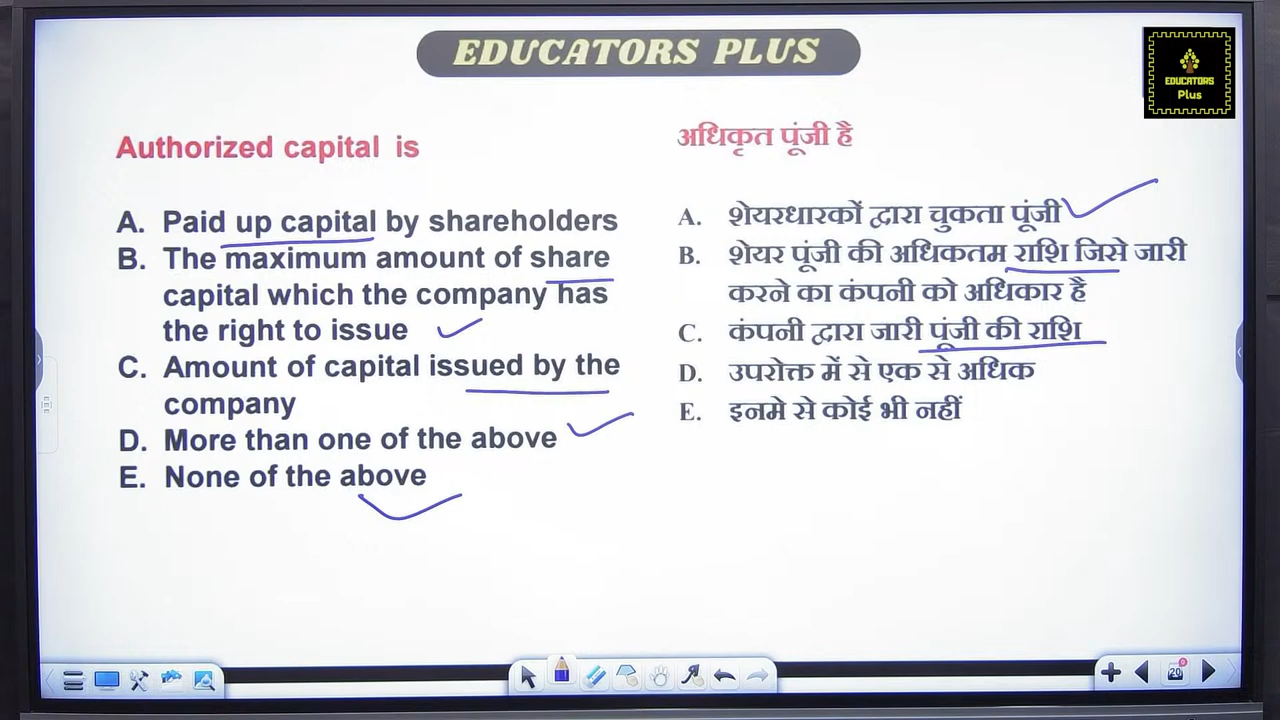 EDUCATORS PLUS
EDUCATORS
Plus
Authorized capital is
A. Paid up capital by shareholders
B. The maximum amount of share
capital which the company has
the right to issue
C. Amount of capital issued by the
company
D. More than one of the above
E. None of the above
अधिकृत पूंजी है
A. शेयरधारकों द्वारा चुकता पूंजी
B. शेयर पूंजी की अधिकतम राशि जिसे जारी
करने का कंपनी को अधिकार है
C. कंपनी द्वारा जारी पूंजी की राशि
D. उपरोक्त में से एक से अधिक
E. इनमे से कोई भी नहीं
20